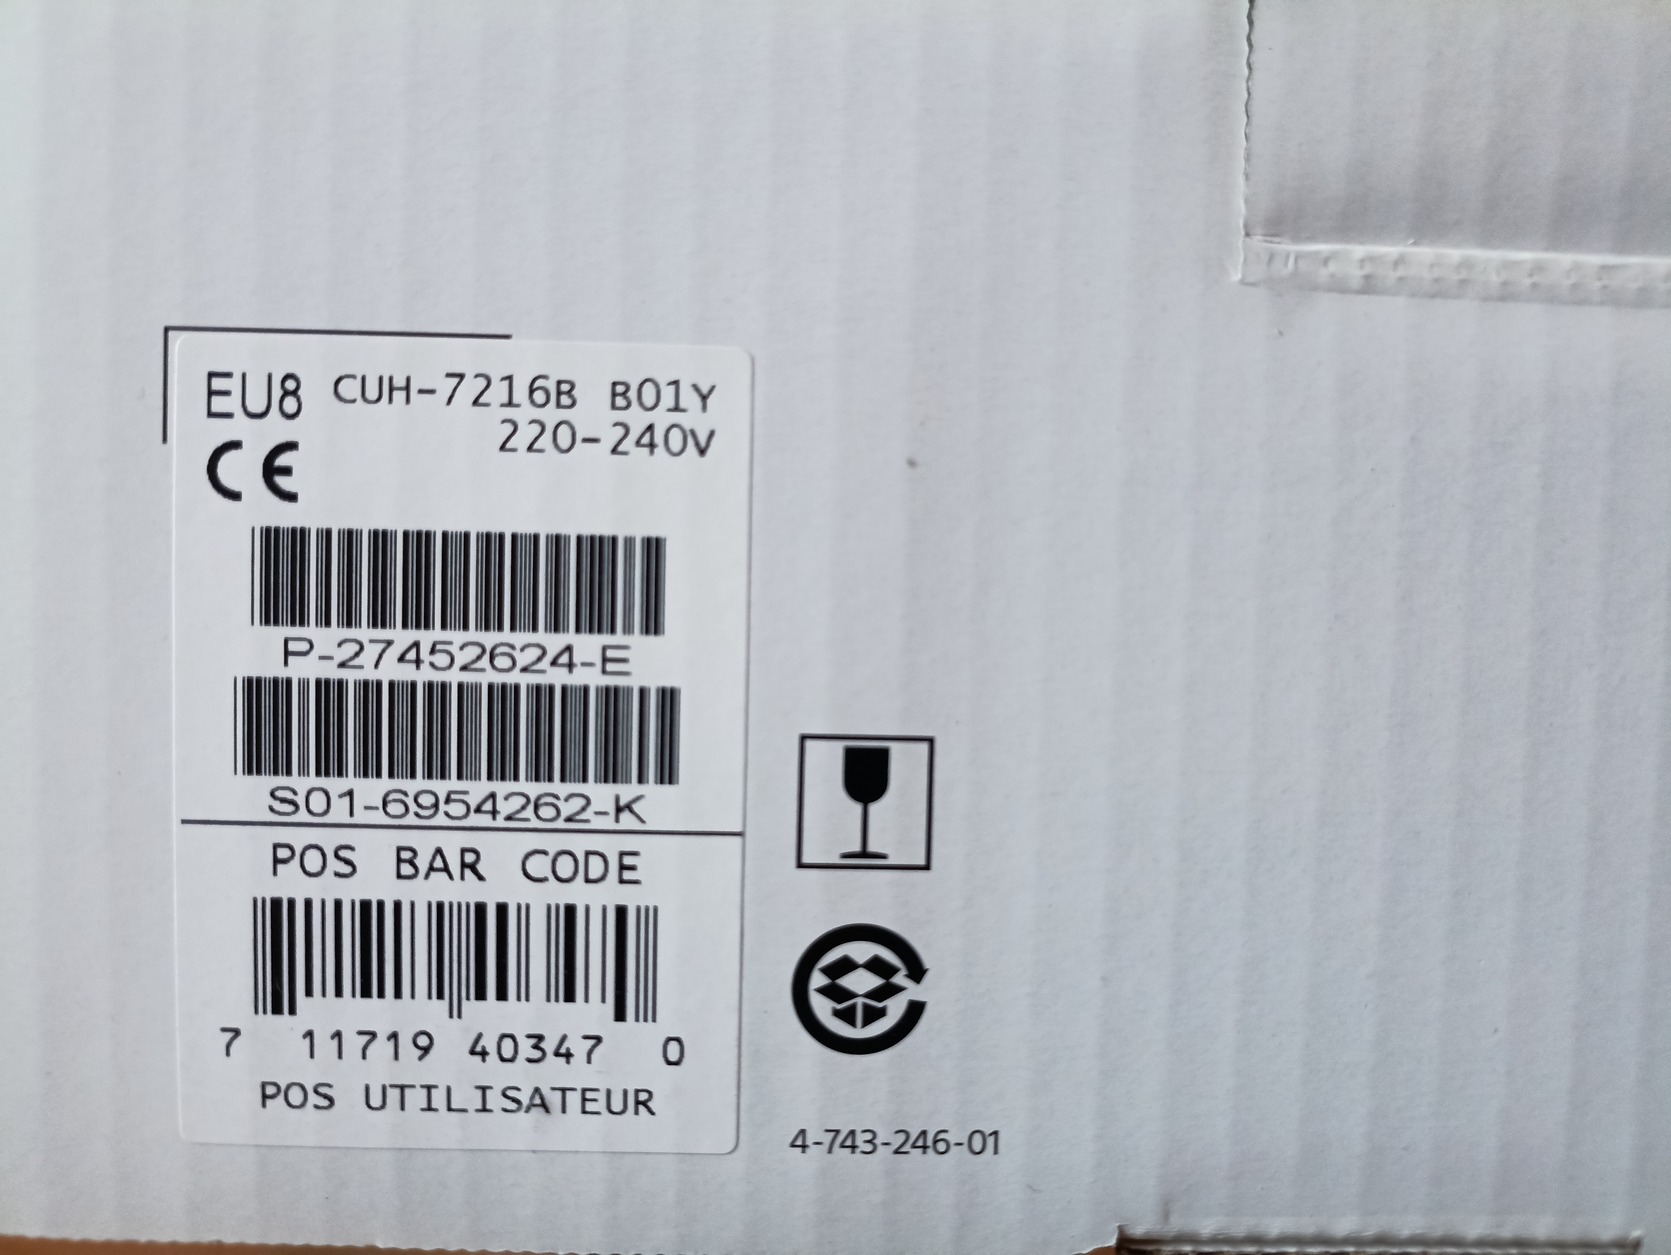 EU8 CUH-7216B B01Y
220-240V
CE
P-27452624-E
S01-6954262-K
POS BAR CODE
7 11719 40347 0
POS UTILISATEUR
4-743-246-01